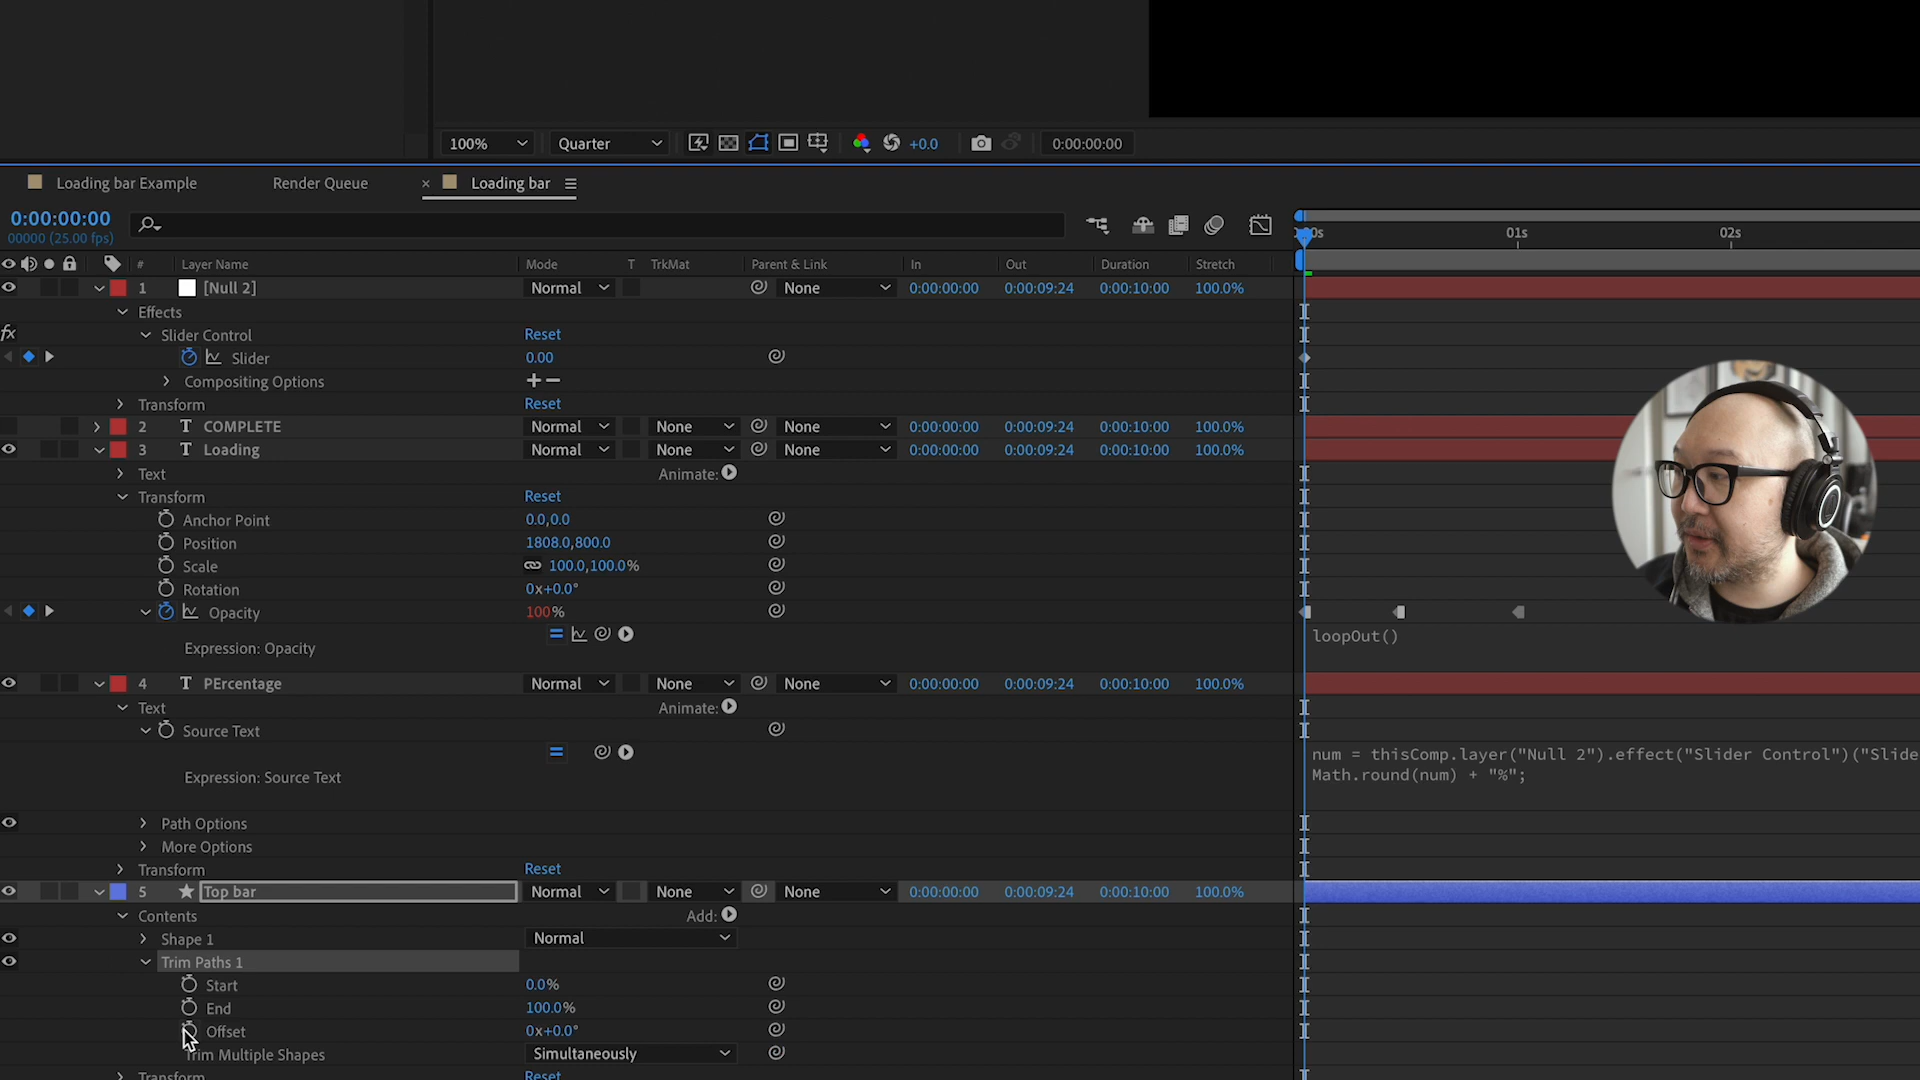 100% Quarter +0.0 0:00:00:00
Loading bar Example Render Queue × Loading bar
0:00:00:00
00000 (25.00 fps)
01s 02s
# Layer Name Mode T TrkMat Parent & Link In Out Duration Stretch
1 [Null 2] Normal None 0:00:00:00 0:00:09:24 0:00:10:00 100.0%
Effects
fx Slider Control Reset
Slider 0.00
Compositing Options
Transform Reset
2 T COMPLETE Normal None None 0:00:00:00 0:00:09:24 0:00:10:00 100.0%
3 T Loading Normal None None 0:00:00:00 0:00:09:24 0:00:10:00 100.0%
Text Animate:
Transform Reset
Anchor Point 0.0,0.0
Position 1808.0,800.0
Scale 100.0,100.0%
Rotation 0x+0.0°
Opacity 100%
loopOut()
Expression: Opacity
4 T PErcentage Normal None None 0:00:00:00 0:00:09:24 0:00:10:00 100.0%
Text Animate:
Source Text
num = thisComp.layer("Null 2").effect("Slider Control")("Slide
Math.round(num) + "%";
Expression: Source Text
Path Options
More Options
Transform Reset
5 Top bar Normal None None 0:00:00:00 0:00:09:24 0:00:10:00 100.0%
Contents Add:
Shape 1 Normal
Trim Paths 1
Start 0.0%
End 100.0%
Offset 0x+0.0°
Trim Multiple Shapes Simultaneously
Transform Reset